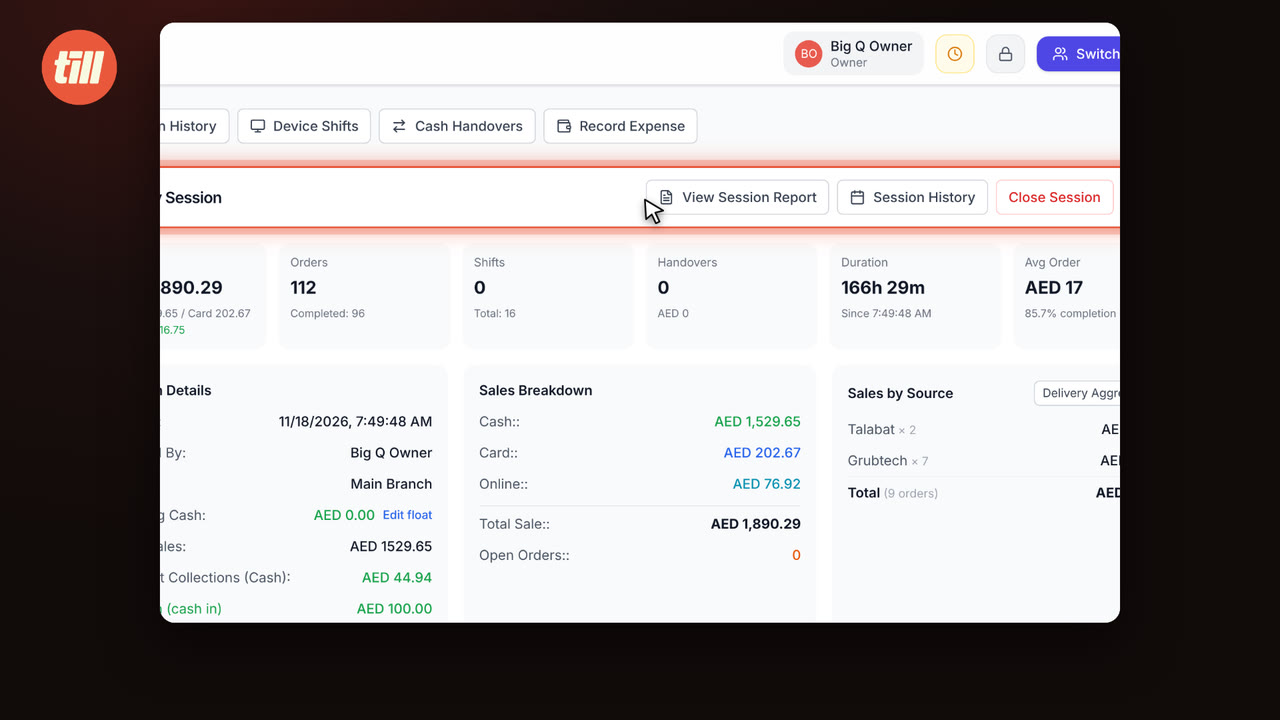 till
BO
Big Q Owner
Owner
Switch
History
Device Shifts
Cash Handovers
Record Expense
Session
View Session Report
Session History
Close Session
890.29
.65 / Card 202.67
16.75
Orders
112
Completed: 96
Shifts
0
Total: 16
Handovers
0
AED 0
Duration
166h 29m
Since 7:49:48 AM
Avg Order
AED 17
85.7% completion
Details
11/18/2026, 7:49:48 AM
By: Big Q Owner
Main Branch
Cash: AED 0.00 Edit float
AED 1529.65
Collections (Cash): AED 44.94
(cash in) AED 100.00
Sales Breakdown
Cash:: AED 1,529.65
Card:: AED 202.67
Online:: AED 76.92
Total Sale:: AED 1,890.29
Open Orders:: 0
Sales by Source
Delivery Aggre
Talabat × 2
Grubtech × 7
Total (9 orders) AED